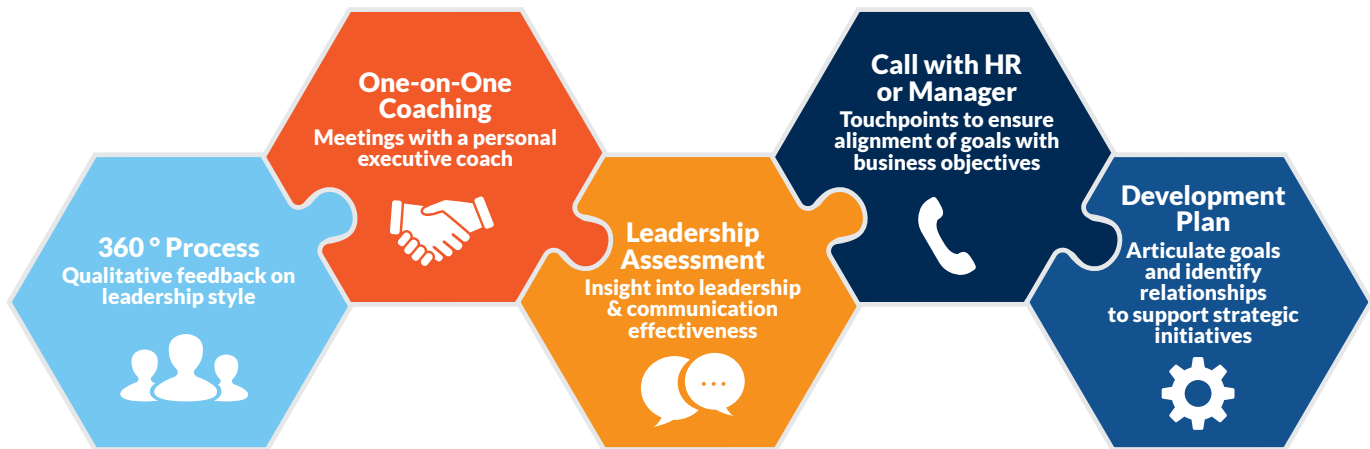 360 ° Process
Qualitative feedback on
leadership style
One-on-One
Coaching
Meetings with a personal
executive coach
Leadership
Assessment
Insight into leadership
& communication
effectiveness
Call with HR
or Manager
Touchpoints to ensure
alignment of goals with
business objectives
Development
Plan
Articulate goals
and identify
relationships
to support strategic
initiatives